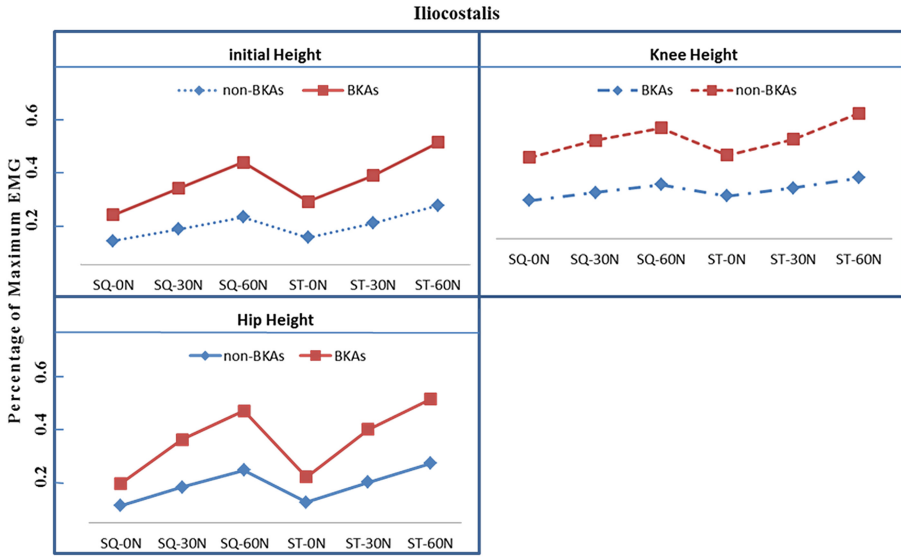 Iliocostalis
Percentage of Maximum EMG
initial Height
non-BKAs BKAs
0.6
0.4
0.2
SQ-0N SQ-30N SQ-60N ST-0N ST-30N ST-60N
Knee Height
BKAs non-BKAs
SQ-0N SQ-30N SQ-60N ST-0N ST-30N ST-60N
Hip Height
non-BKAs BKAs
0.6
0.4
0.2
SQ-0N SQ-30N SQ-60N ST-0N ST-30N ST-60N